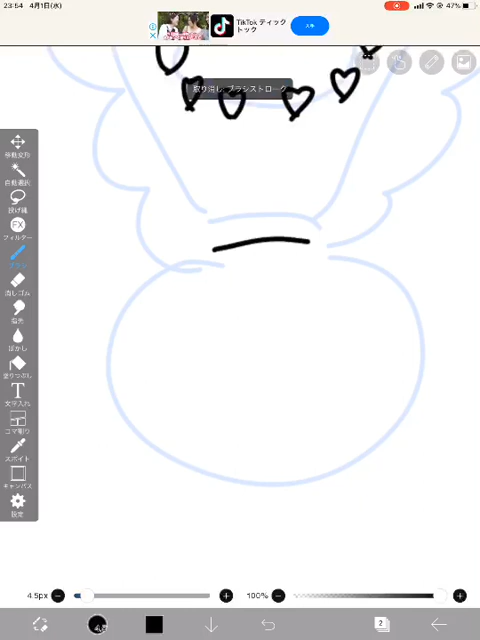 23:54 4月1日(水)
47%
TikTok ティック
トック
入手
取り消し: ブラシストローク
移動変形
自動選択
投げ縄
FX
フィルター
ブラシ
消しゴム
指先
ぼかし
塗りつぶし
T
文字入れ
コマ割り
スポイト
キャンバス
設定
4.5px
100%
4.5
2